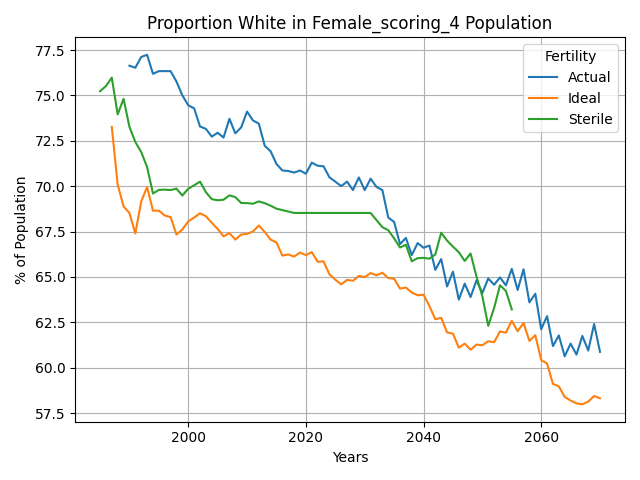 Proportion White in Female_scoring_4 Population
77.5
75.0
72.5
70.0
67.5
65.0
62.5
60.0
57.5
% of Population
Fertility
Actual
Ideal
Sterile
2000
2020
2040
2060
Years